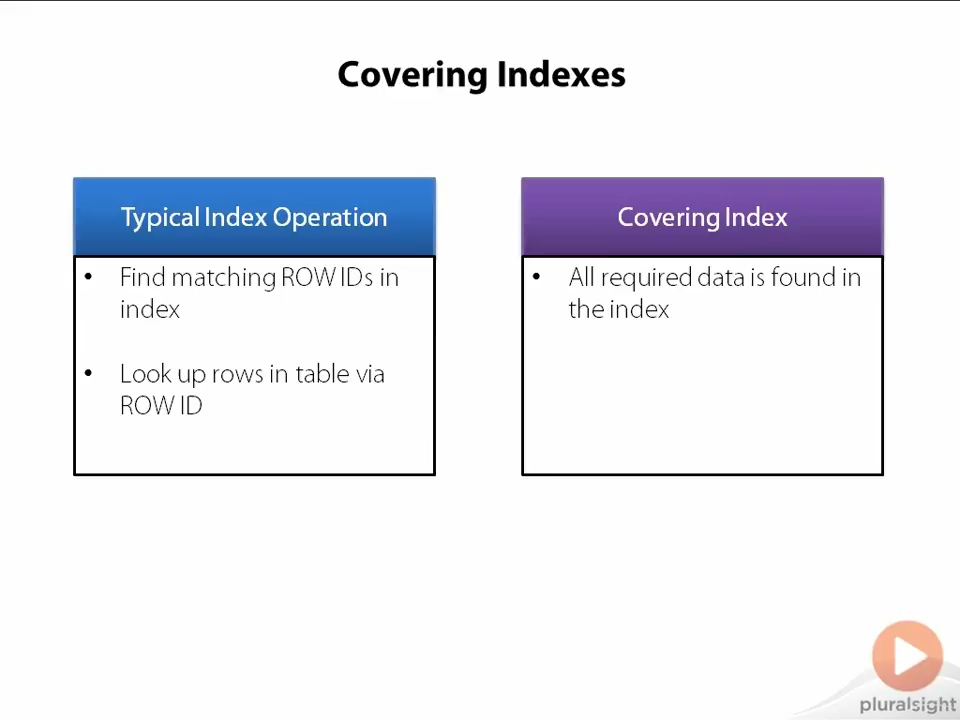 Covering Indexes
Typical Index Operation
• Find matching ROW IDs in
index
• Look up rows in table via
ROW ID
Covering Index
• All required data is found in
the index
pluralsight